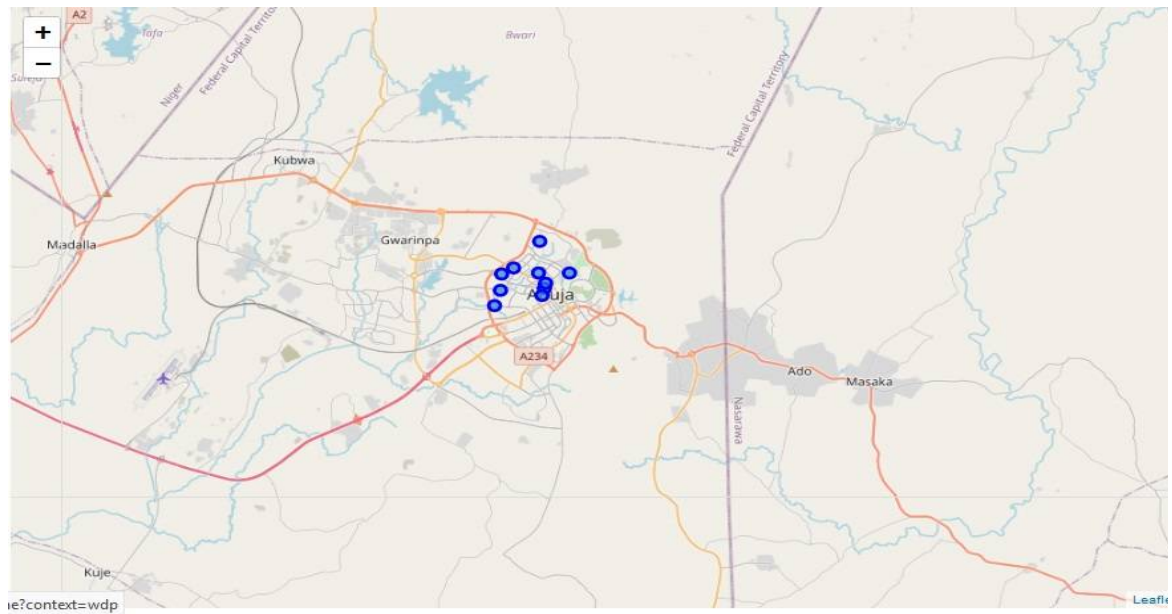 A2
+
−
Tafa
Bwari
Suleja
Niger
Federal Capital Territory
Federal Capital Territory
Kubwa
Madalla
Gwarinpa
Abuja
A234
Ado
Masaka
Nasarawa
Kuje
ne?context=wdp
Leafle